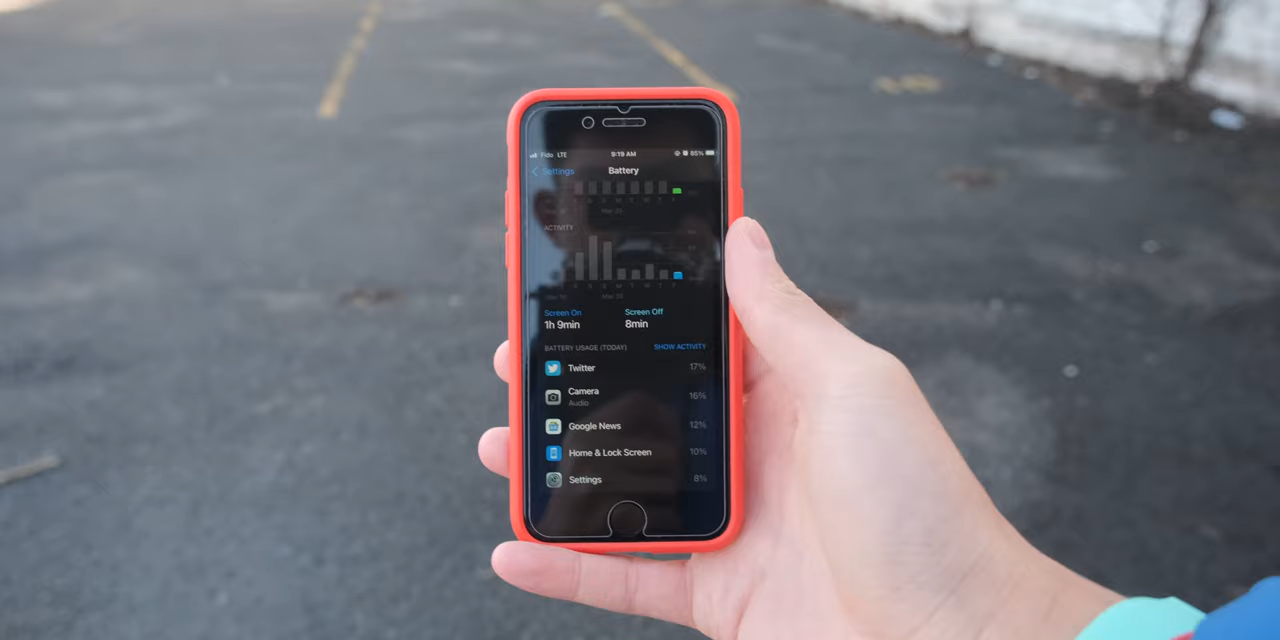 Fido LTE 9:19 AM 85%
Settings Battery
ACTIVITY
Screen On Screen Off
1h 9min 8min
BATTERY USAGE (TODAY) SHOW ACTIVITY
Twitter 17%
Camera 16%
Audio
Google News 12%
Home & Lock Screen 10%
Settings 8%